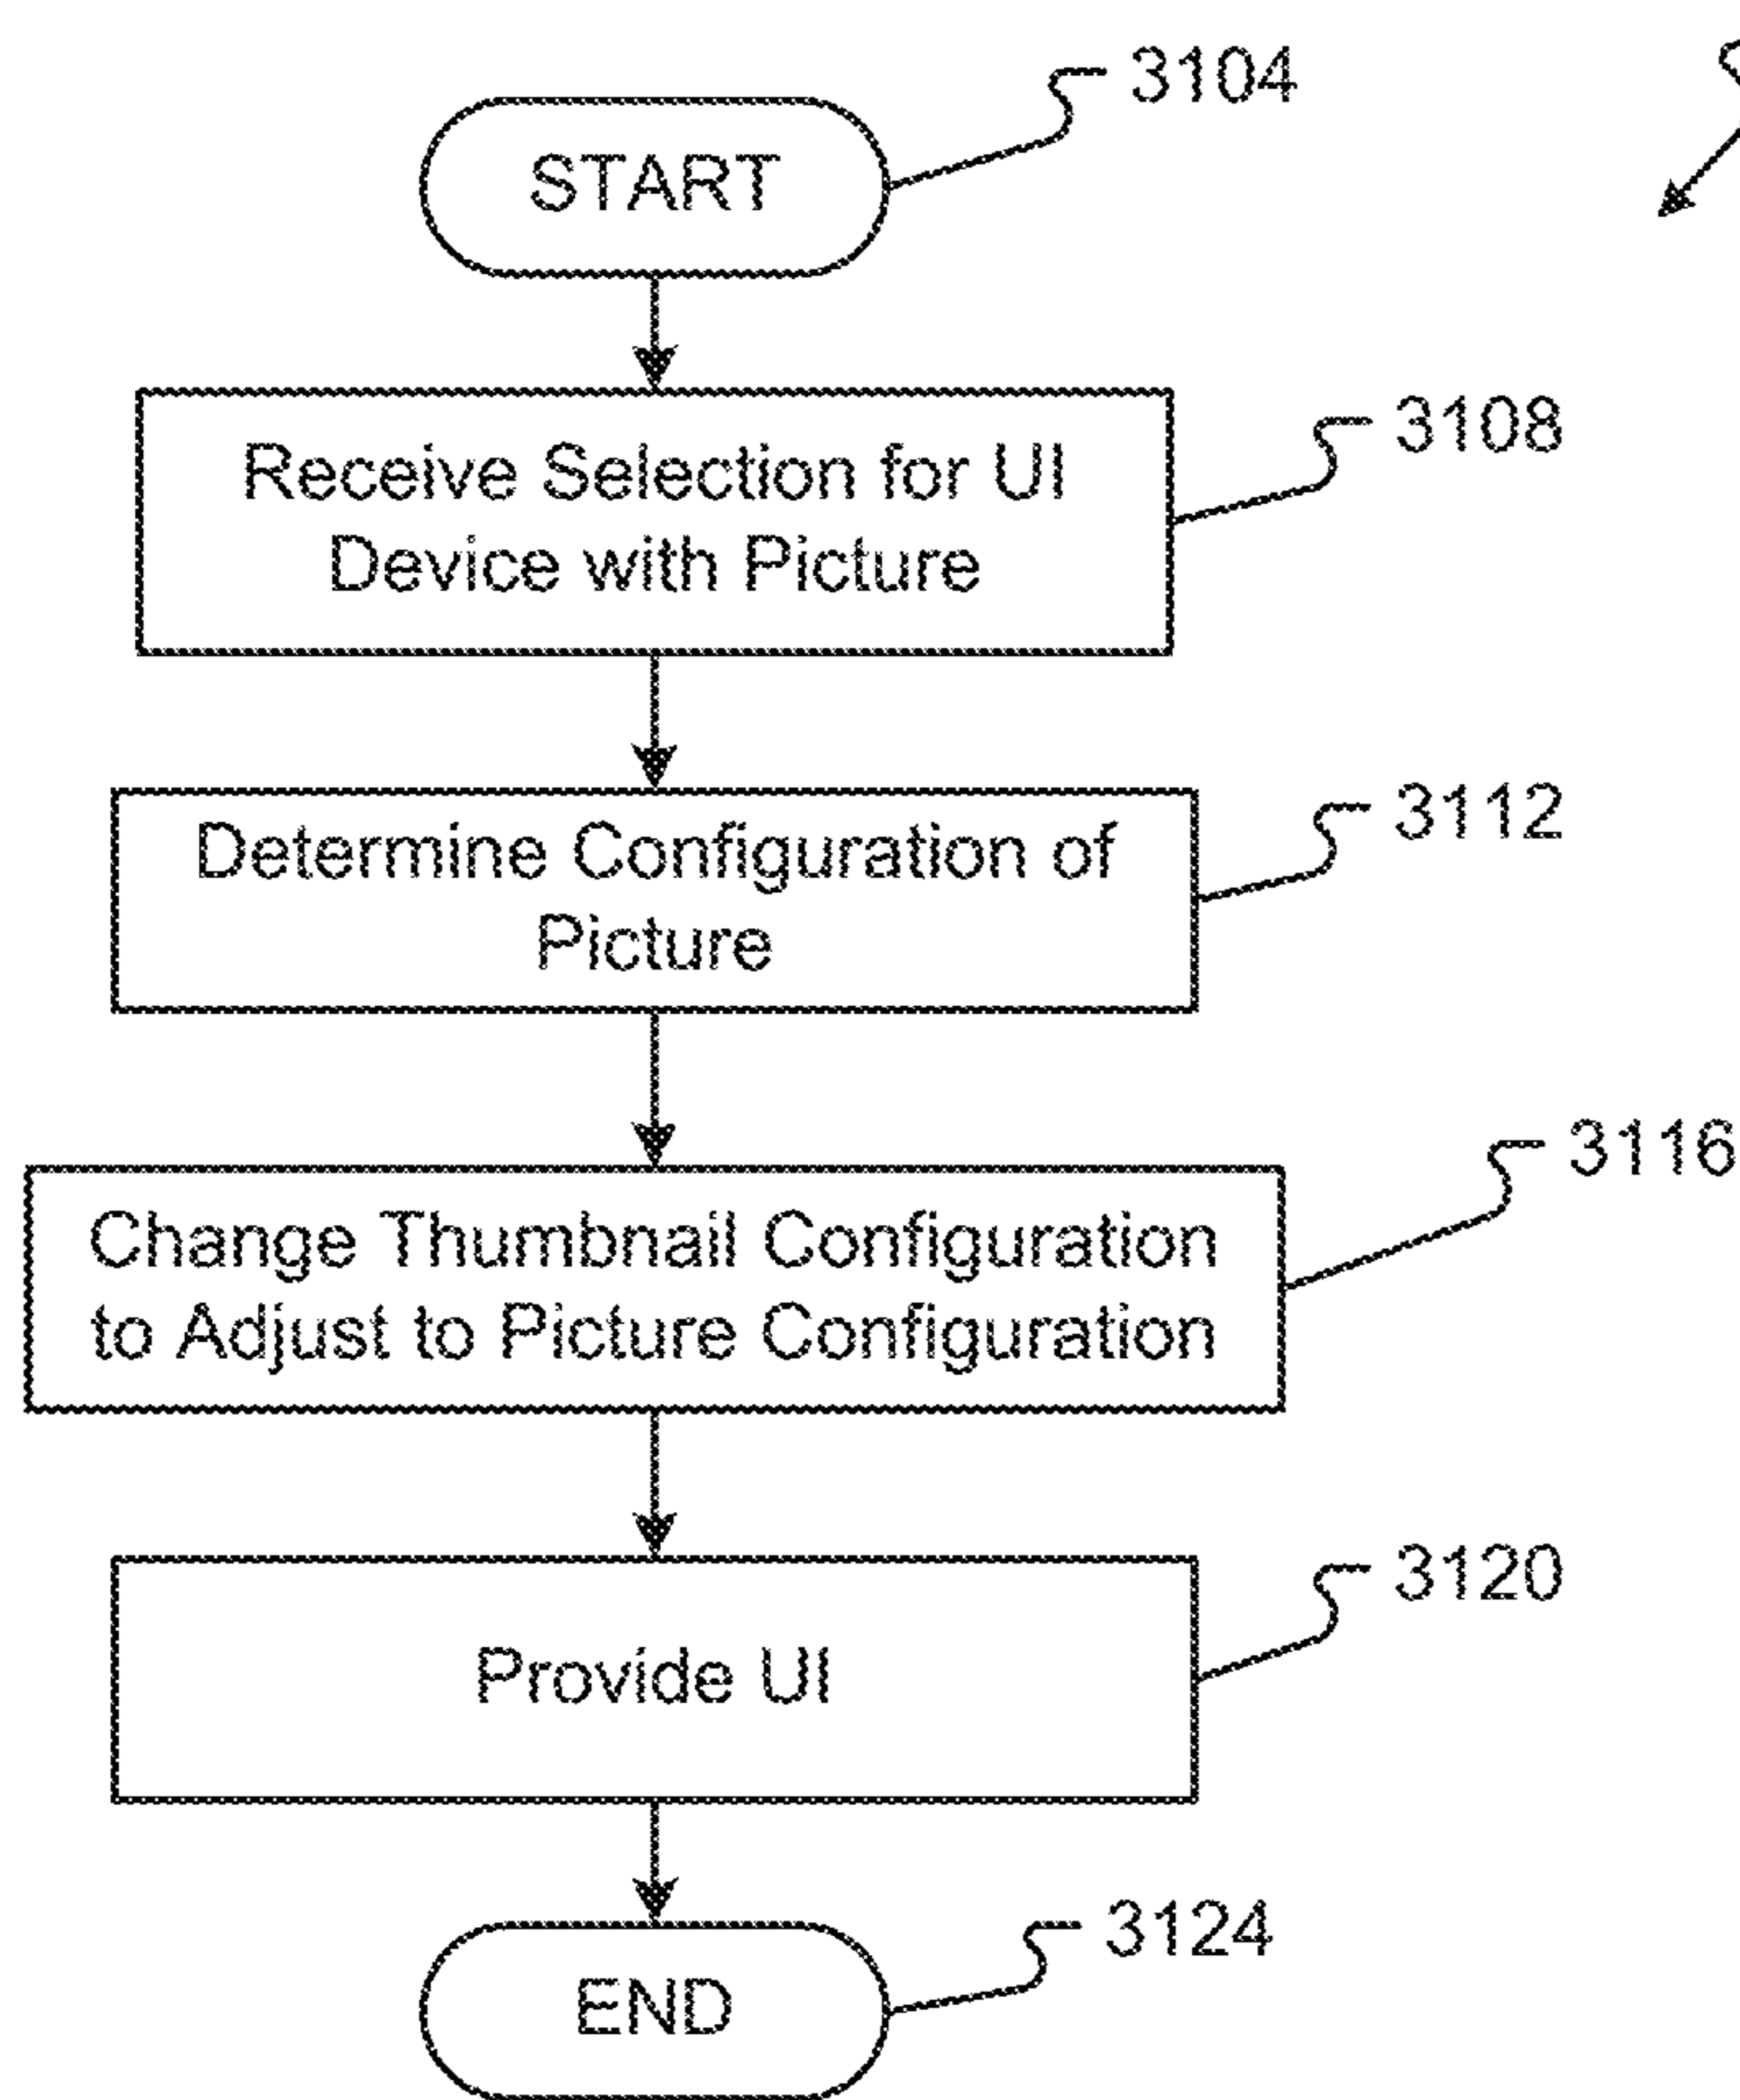 START
3104
Receive Selection for UI
Device with Picture
3108
Determine Configuration of
Picture
3112
Change Thumbnail Configuration
to Adjust to Picture Configuration
3116
Provide UI
3120
END
3124